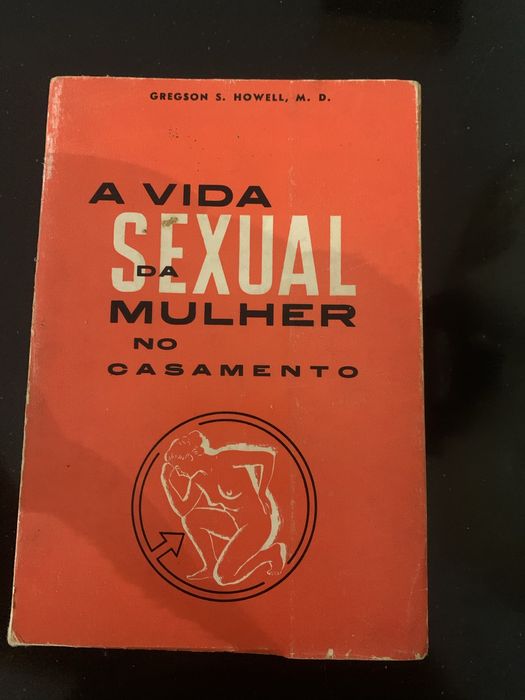 GREGSON S. HOWELL, M. D.
A VIDA
SEXUAL
DA
MULHER
NO
CASAMENTO